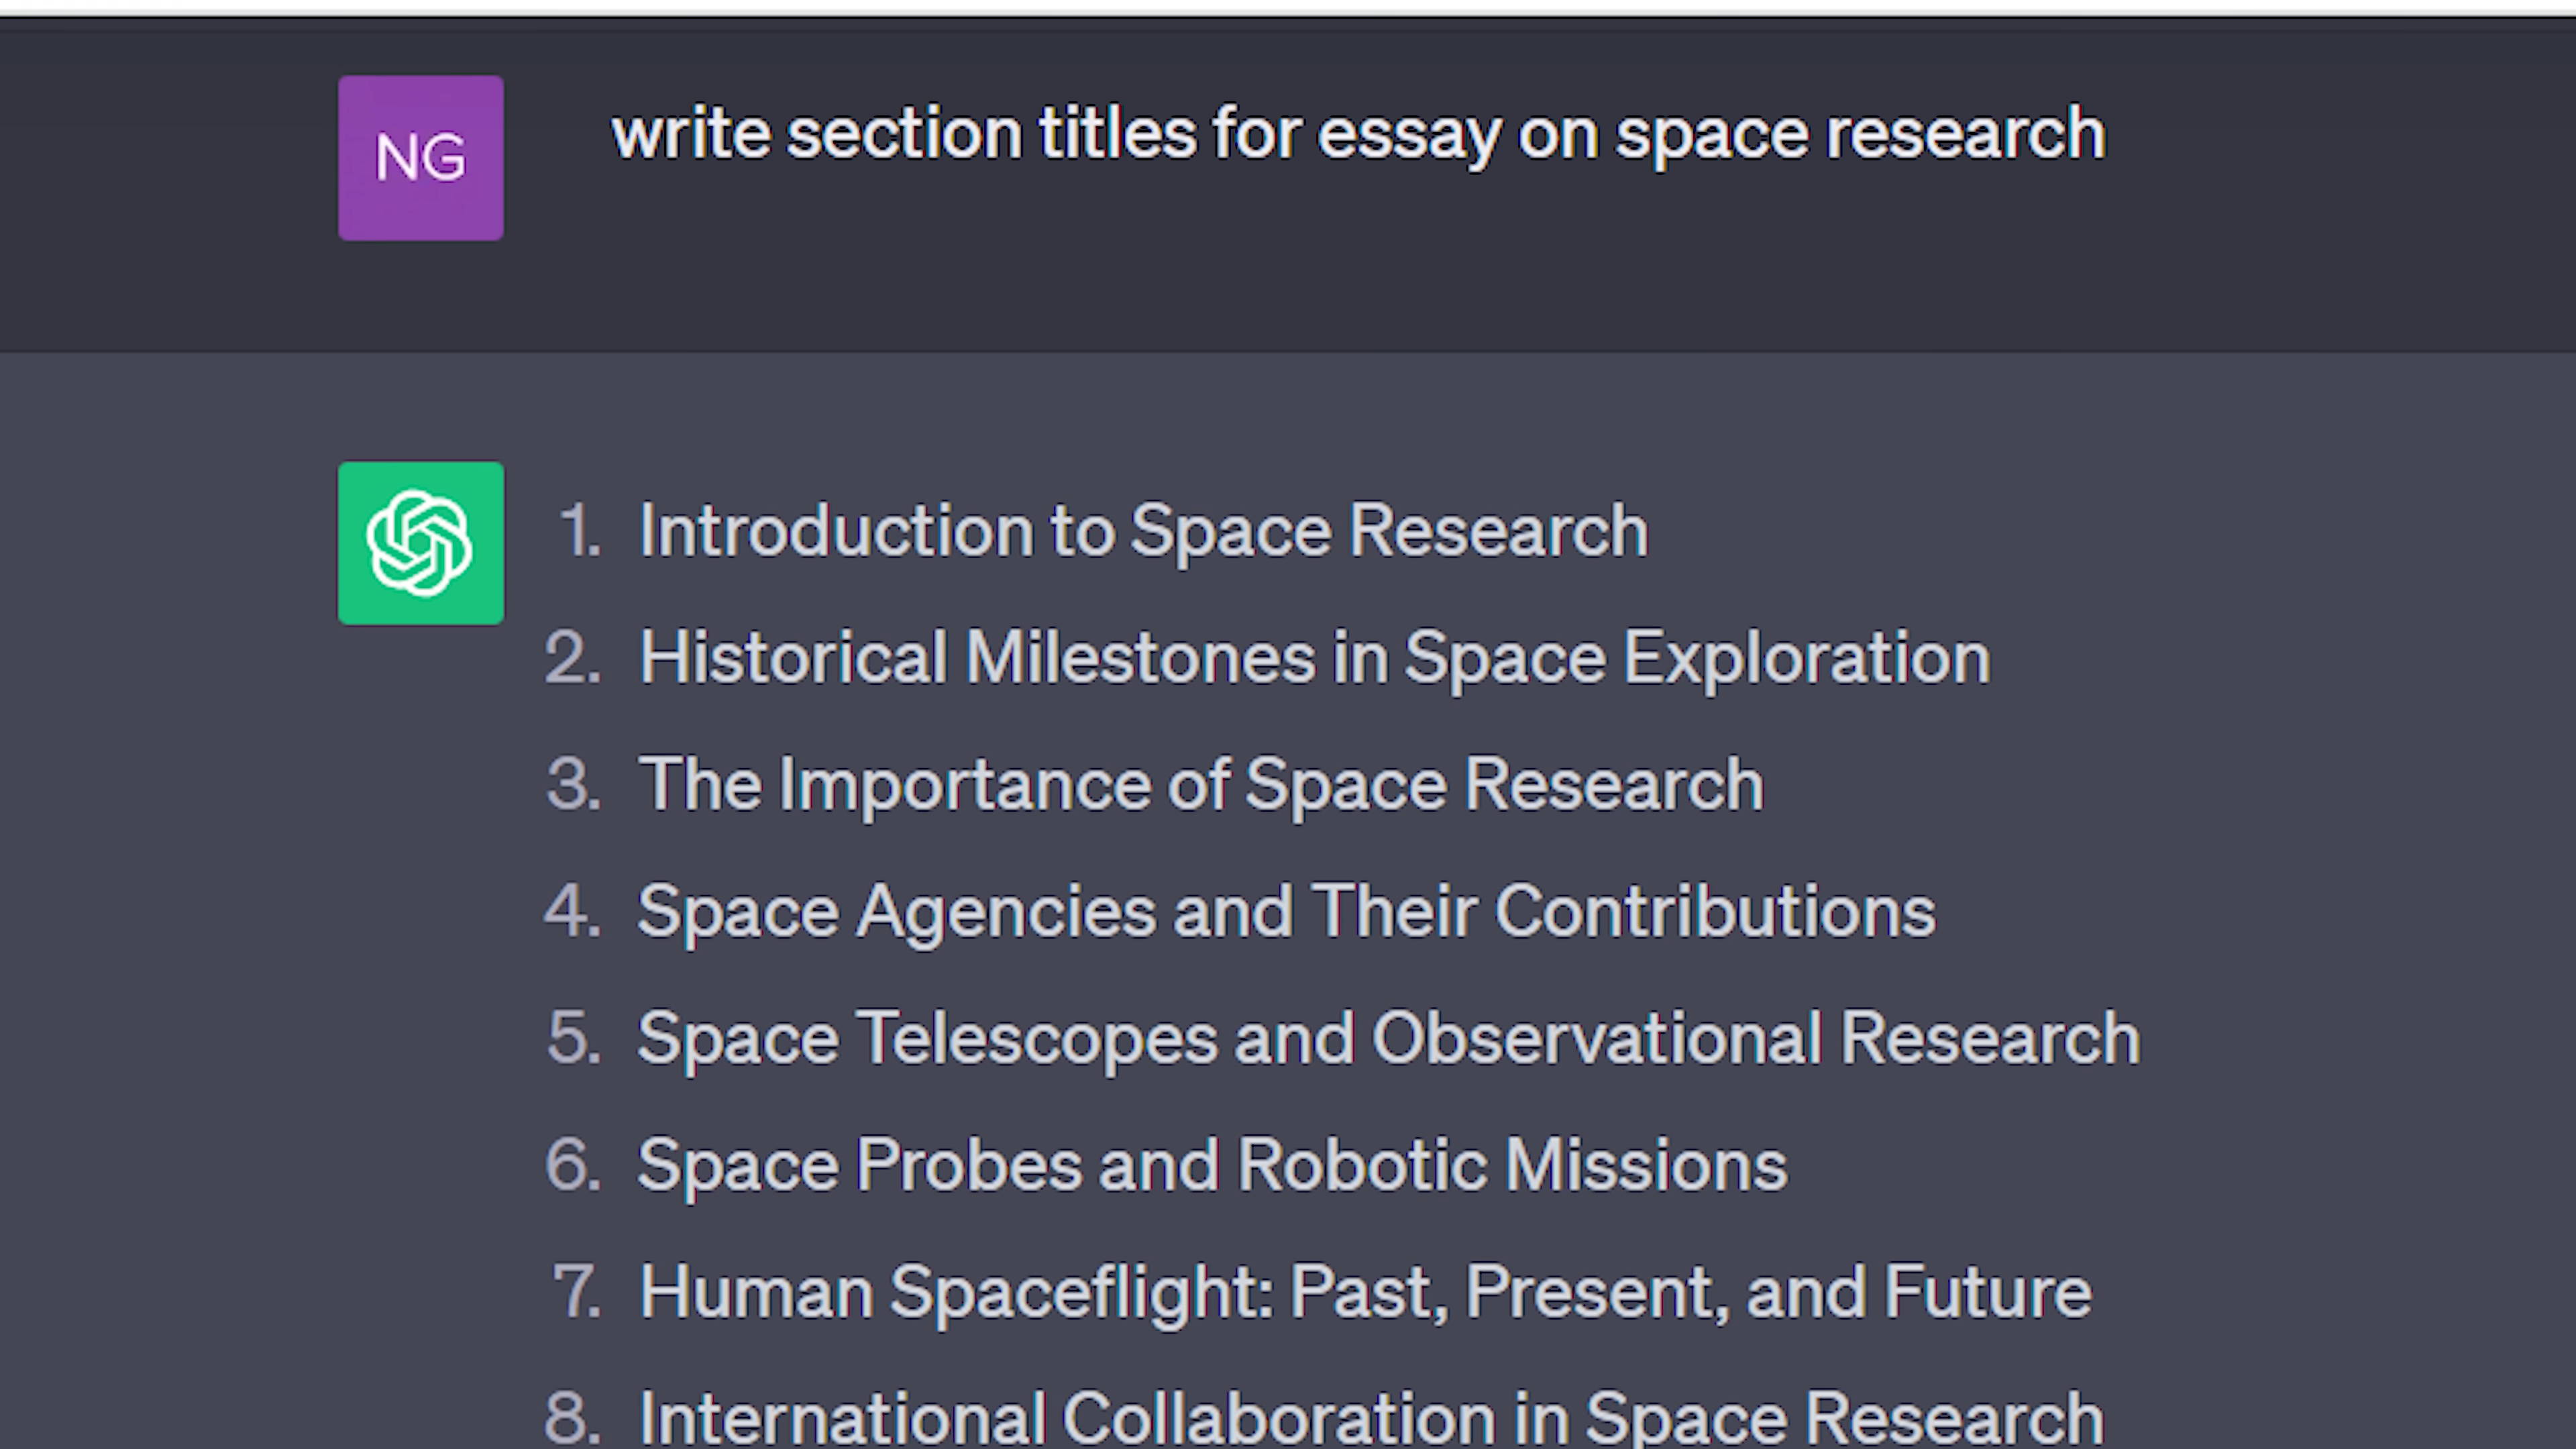 NG
write section titles for essay on space research
1. Introduction to Space Research
2. Historical Milestones in Space Exploration
3. The Importance of Space Research
4. Space Agencies and Their Contributions
5. Space Telescopes and Observational Research
6. Space Probes and Robotic Missions
7. Human Spaceflight: Past, Present, and Future
8. International Collaboration in Space Research